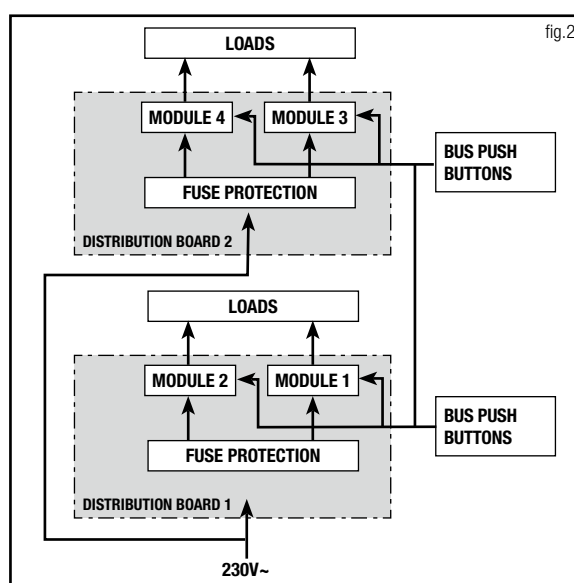 fig.2
LOADS
MODULE 4
MODULE 3
BUS PUSH
BUTTONS
FUSE PROTECTION
DISTRIBUTION BOARD 2
LOADS
MODULE 2
MODULE 1
BUS PUSH
BUTTONS
FUSE PROTECTION
DISTRIBUTION BOARD 1
230V~